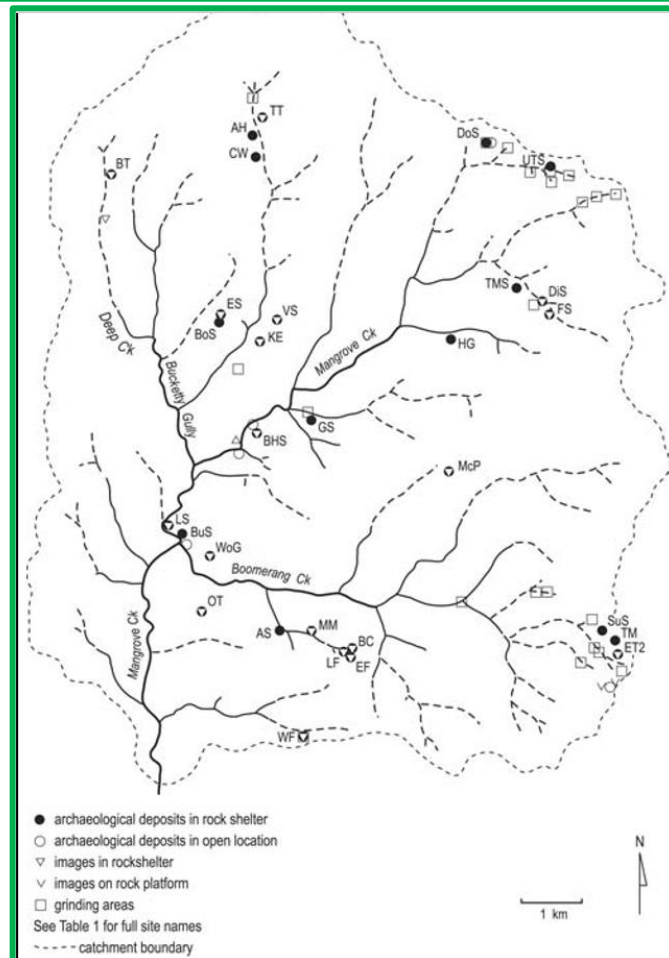 TT
AH
DoS
CW
UTS
BT
TMS
DiS
ES
VS
FS
BoS
KE
HG
Deep Ck
Mangrove Ck
Bucketty Gully
GS
BHS
McP
LS
BuS
WoG
Boomerang Ck
OT
SuS
AS
MM
TM
BC
ET2
LF
EF
Mangrove Ck
WF
archaeological deposits in rock shelter
archaeological deposits in open location
images in rockshelter
images on rock platform
grinding areas
See Table 1 for full site names
catchment boundary
N
1 km